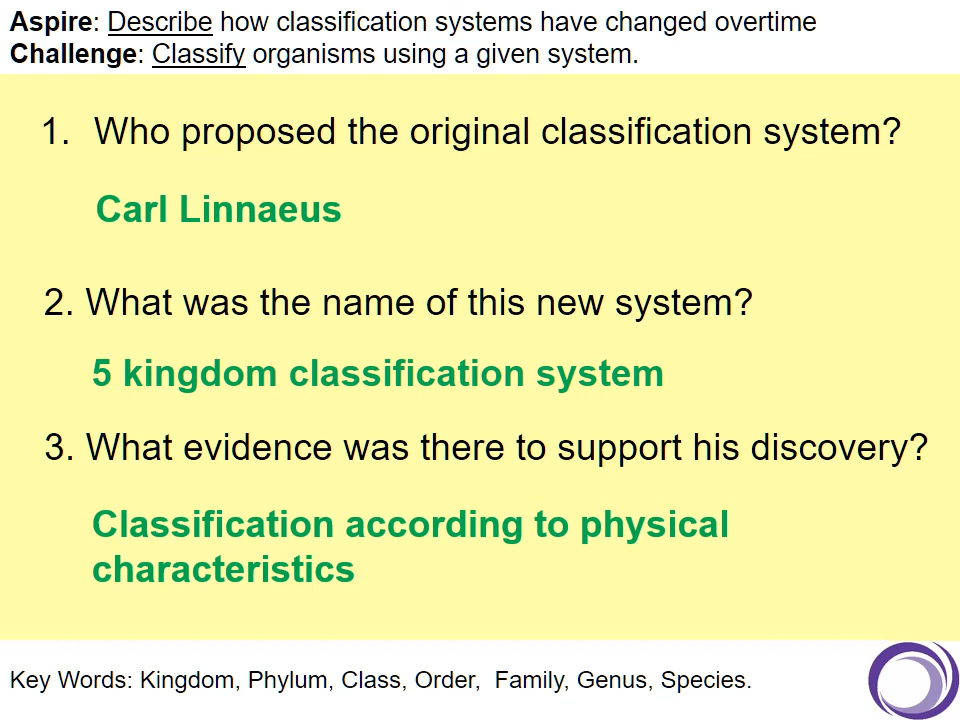 Aspire: Describe how classification systems have changed overtime
Challenge: Classify organisms using a given system.
1. Who proposed the original classification system?
Carl Linnaeus
2. What was the name of this new system?
5 kingdom classification system
3. What evidence was there to support his discovery?
Classification according to physical
characteristics
Key Words: Kingdom, Phylum, Class, Order, Family, Genus, Species.